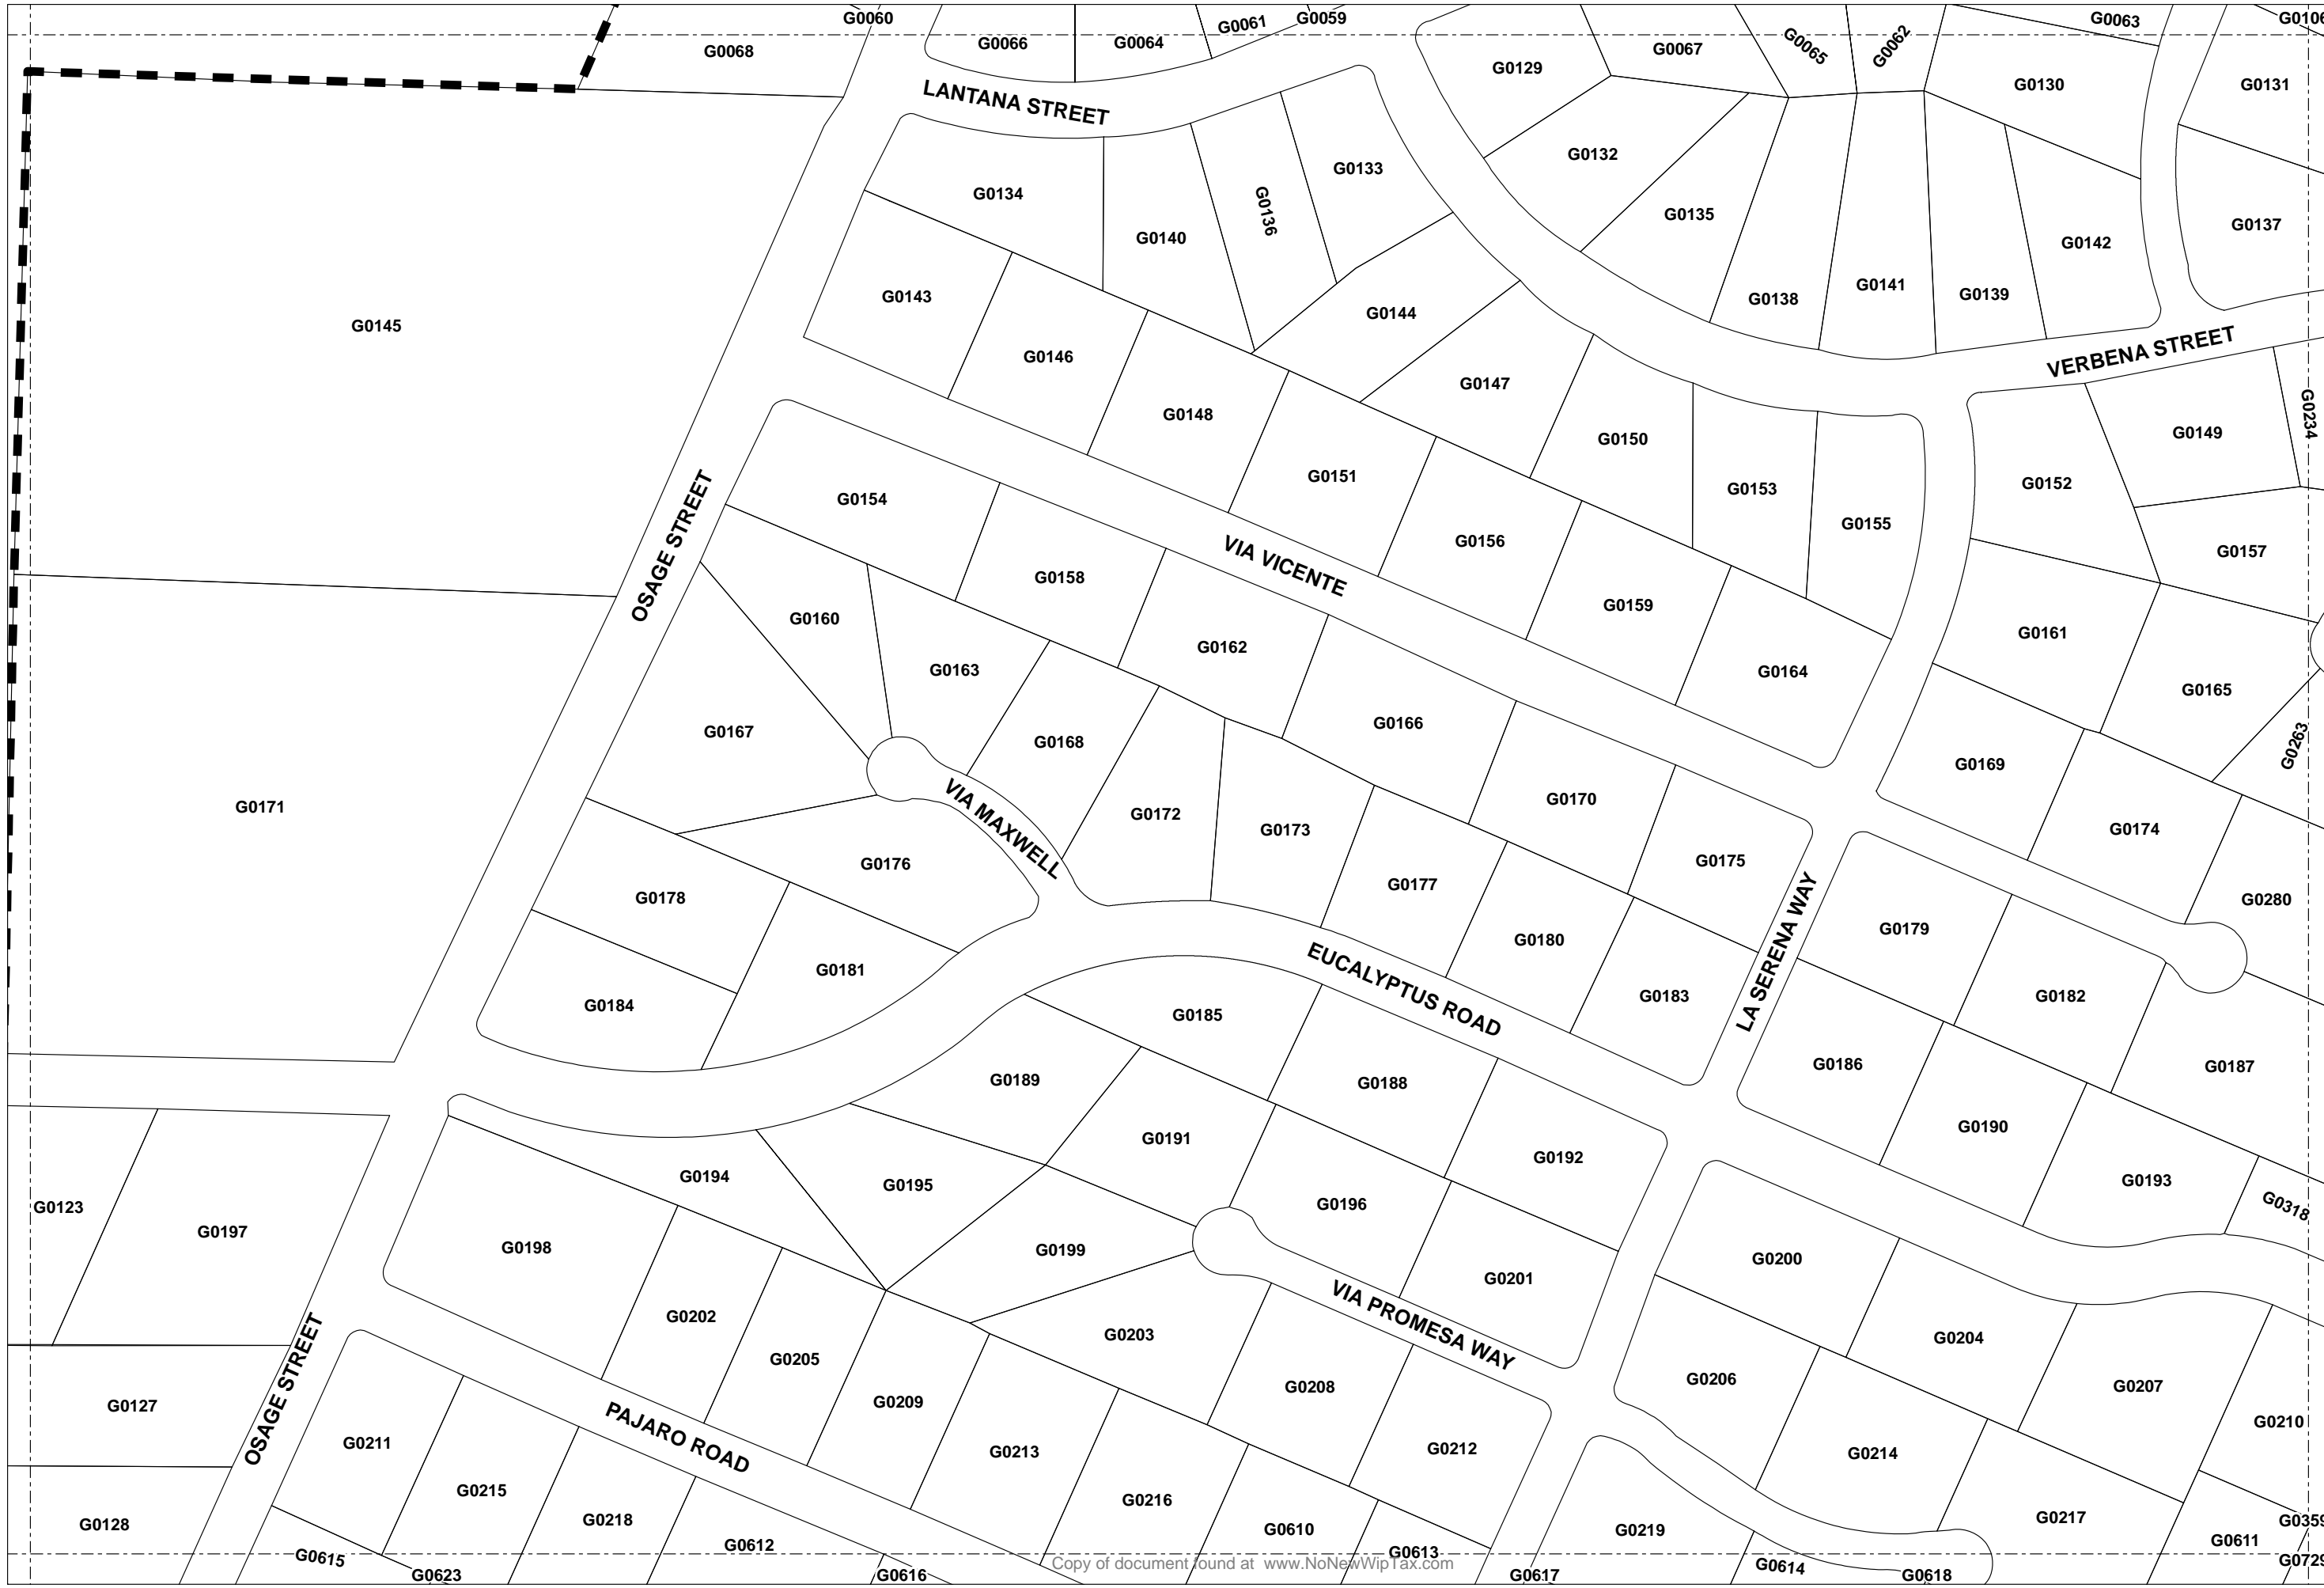 G0060
G0059
G0061
G0063
G0106
G0066
G0064
G0068
G0067
G0065
G0062
G0129
G0130
G0131
LANTANA STREET
G0132
G0133
G0134
G0136
G0135
G0140
G0137
G0142
G0143
G0138
G0141
G0139
G0144
G0145
VERBENA STREET
G0146
G0147
G0148
G0234
G0149
G0150
G0151
G0152
G0153
G0154
G0155
OSAGE STREET
G0156
G0157
VIA VICENTE
G0158
G0159
G0160
G0161
G0162
G0163
G0164
G0165
G0166
G0167
G0168
G0263
G0169
G0170
G0171
VIA MAXWELL
G0172
G0173
G0174
G0175
G0176
G0177
G0178
G0280
G0179
LA SERENA WAY
G0180
G0181
EUCALYPTUS ROAD
G0182
G0183
G0184
G0185
G0186
G0187
G0189
G0188
G0190
G0191
G0192
G0194
G0193
G0195
G0196
G0318
G0123
G0197
G0198
G0199
G0200
G0201
G0202
VIA PROMESA WAY
G0203
G0204
G0205
G0206
G0207
G0208
OSAGE STREET
G0127
G0209
G0210
PAJARO ROAD
G0211
G0212
G0213
G0214
G0215
G0216
G0217
G0218
G0128
G0610
G0219
G0359
G0611
G0612
G0613
G0615
G0729
G0614
Copy of document found at www.NoNewWipTax.com
G0623
G0616
G0617
G0618